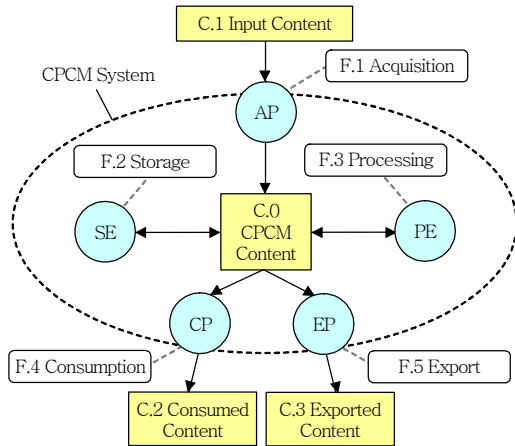 C.1 Input Content
CPCM System
F.1 Acquisition
AP
F.2 Storage
F.3 Processing
SE
C.0
CPCM
Content
PE
CP
EP
F.4 Consumption
F.5 Export
C.2 Consumed
Content
C.3 Exported
Content